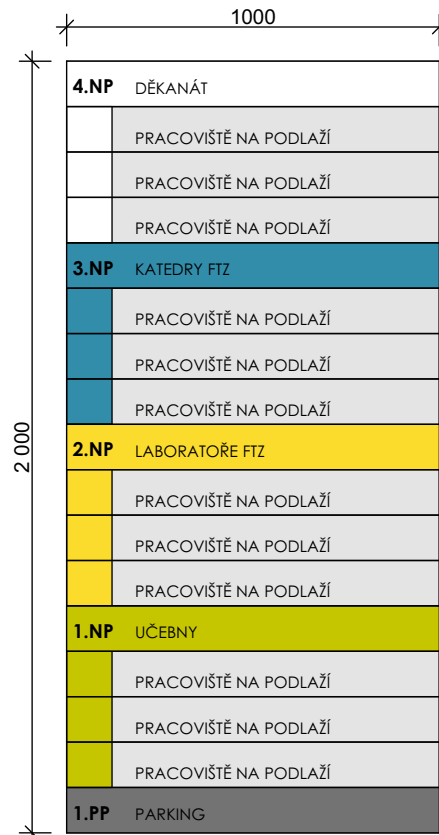 1000
2 000
4.NP DĚKANÁT
PRACOVIŠTĚ NA PODLAŽÍ
PRACOVIŠTĚ NA PODLAŽÍ
PRACOVIŠTĚ NA PODLAŽÍ
3.NP KATEDRY FTZ
PRACOVIŠTĚ NA PODLAŽÍ
PRACOVIŠTĚ NA PODLAŽÍ
PRACOVIŠTĚ NA PODLAŽÍ
2.NP LABORATOŘE FTZ
PRACOVIŠTĚ NA PODLAŽÍ
PRACOVIŠTĚ NA PODLAŽÍ
PRACOVIŠTĚ NA PODLAŽÍ
1.NP UČEBNY
PRACOVIŠTĚ NA PODLAŽÍ
PRACOVIŠTĚ NA PODLAŽÍ
PRACOVIŠTĚ NA PODLAŽÍ
1.PP PARKING